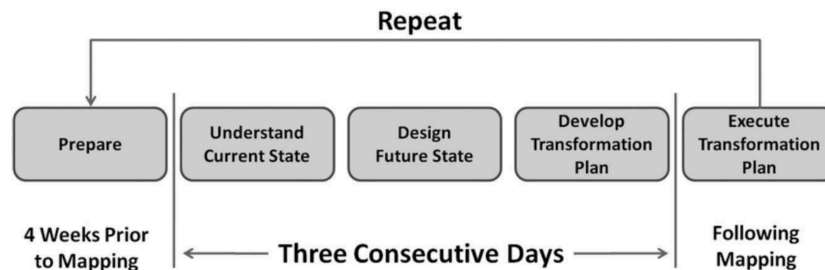 Repeat
Prepare
Understand
Current State
Design
Future State
Develop
Transformation
Plan
Execute
Transformation
Plan
4 Weeks Prior
to Mapping
Three Consecutive Days
Following
Mapping